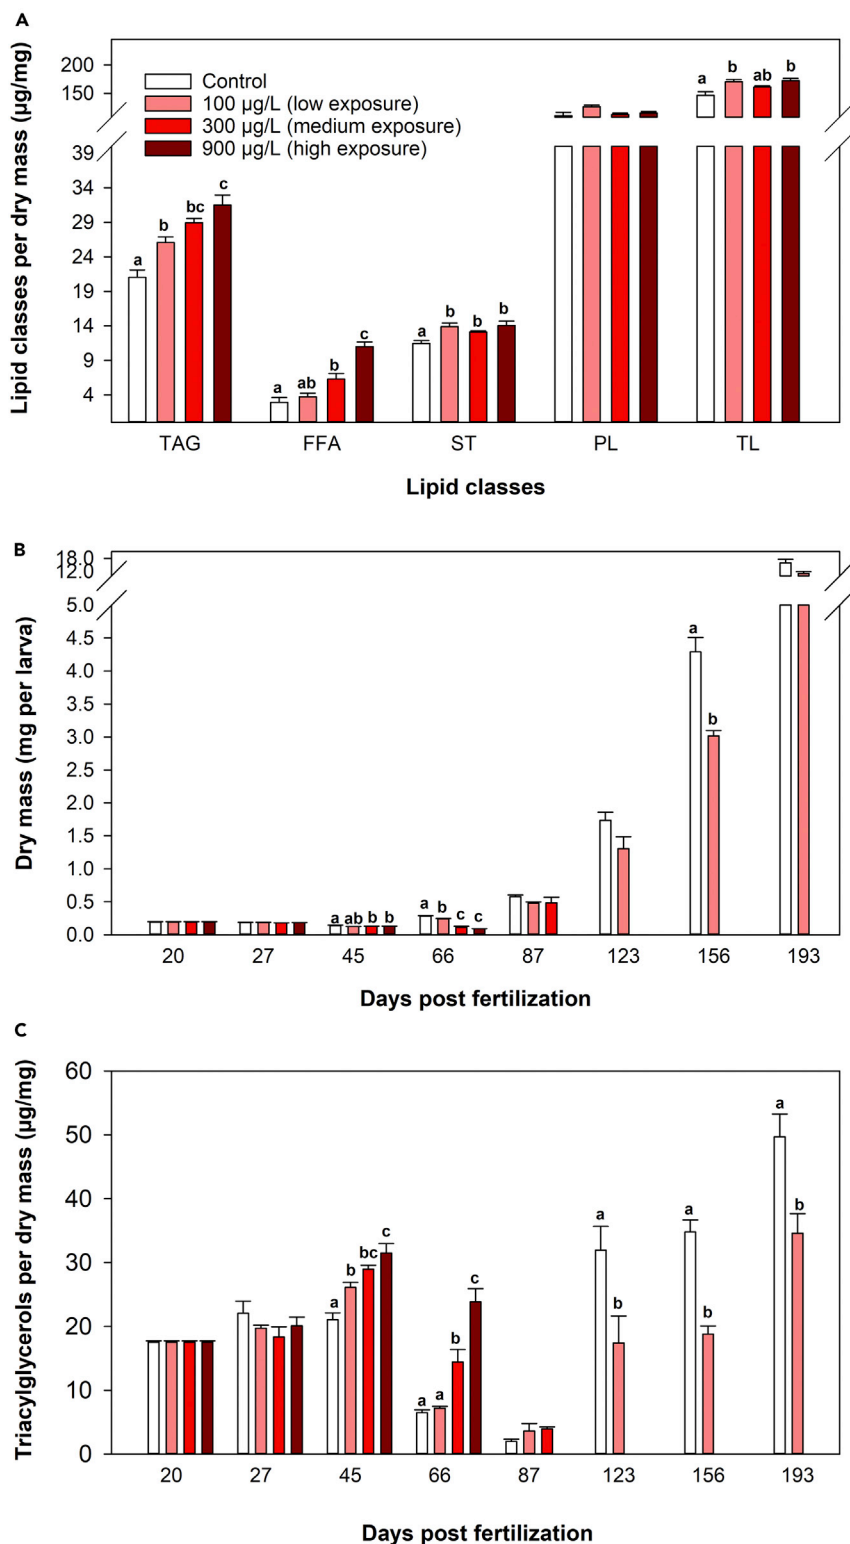 A
Lipid classes per dry mass (µg/mg)
200
150
39
34
29
24
19
14
9
4
Control
100 µg/L (low exposure)
300 µg/L (medium exposure)
900 µg/L (high exposure)
a b bc c
a ab b c
a b b b
a b ab b
TAG FFA ST PL TL
Lipid classes
B
Dry mass (mg per larva)
18.0
12.0
5.0
4.5
4.0
3.5
3.0
2.5
2.0
1.5
1.0
0.5
0.0
a ab b b
a b c c
a b
20 27 45 66 87 123 156 193
Days post fertilization
C
Triacylglycerols per dry mass (µg/mg)
60
50
40
30
20
10
0
a b bc c
a a b c
a b
a b
a b
20 27 45 66 87 123 156 193
Days post fertilization